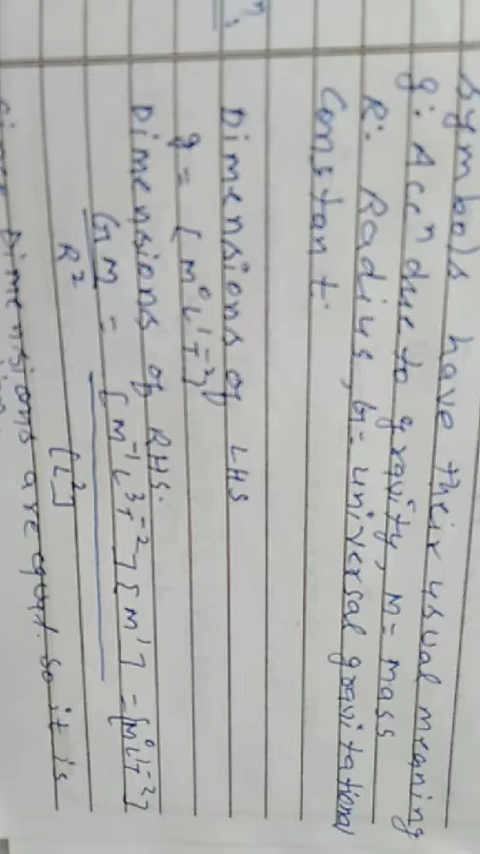 symbols have their usual meaning
g: Accⁿ due to gravity, M = mass
R: Radius, G = universal gravitational
Constant.
Dimensions of LHS
g = [M⁰L¹T⁻²]
Dimensions of RHS.
GM/R² = [M⁻¹L³T⁻²][M¹]/[L²] = [M⁰L¹T⁻²]
dimensions are equal. so it is